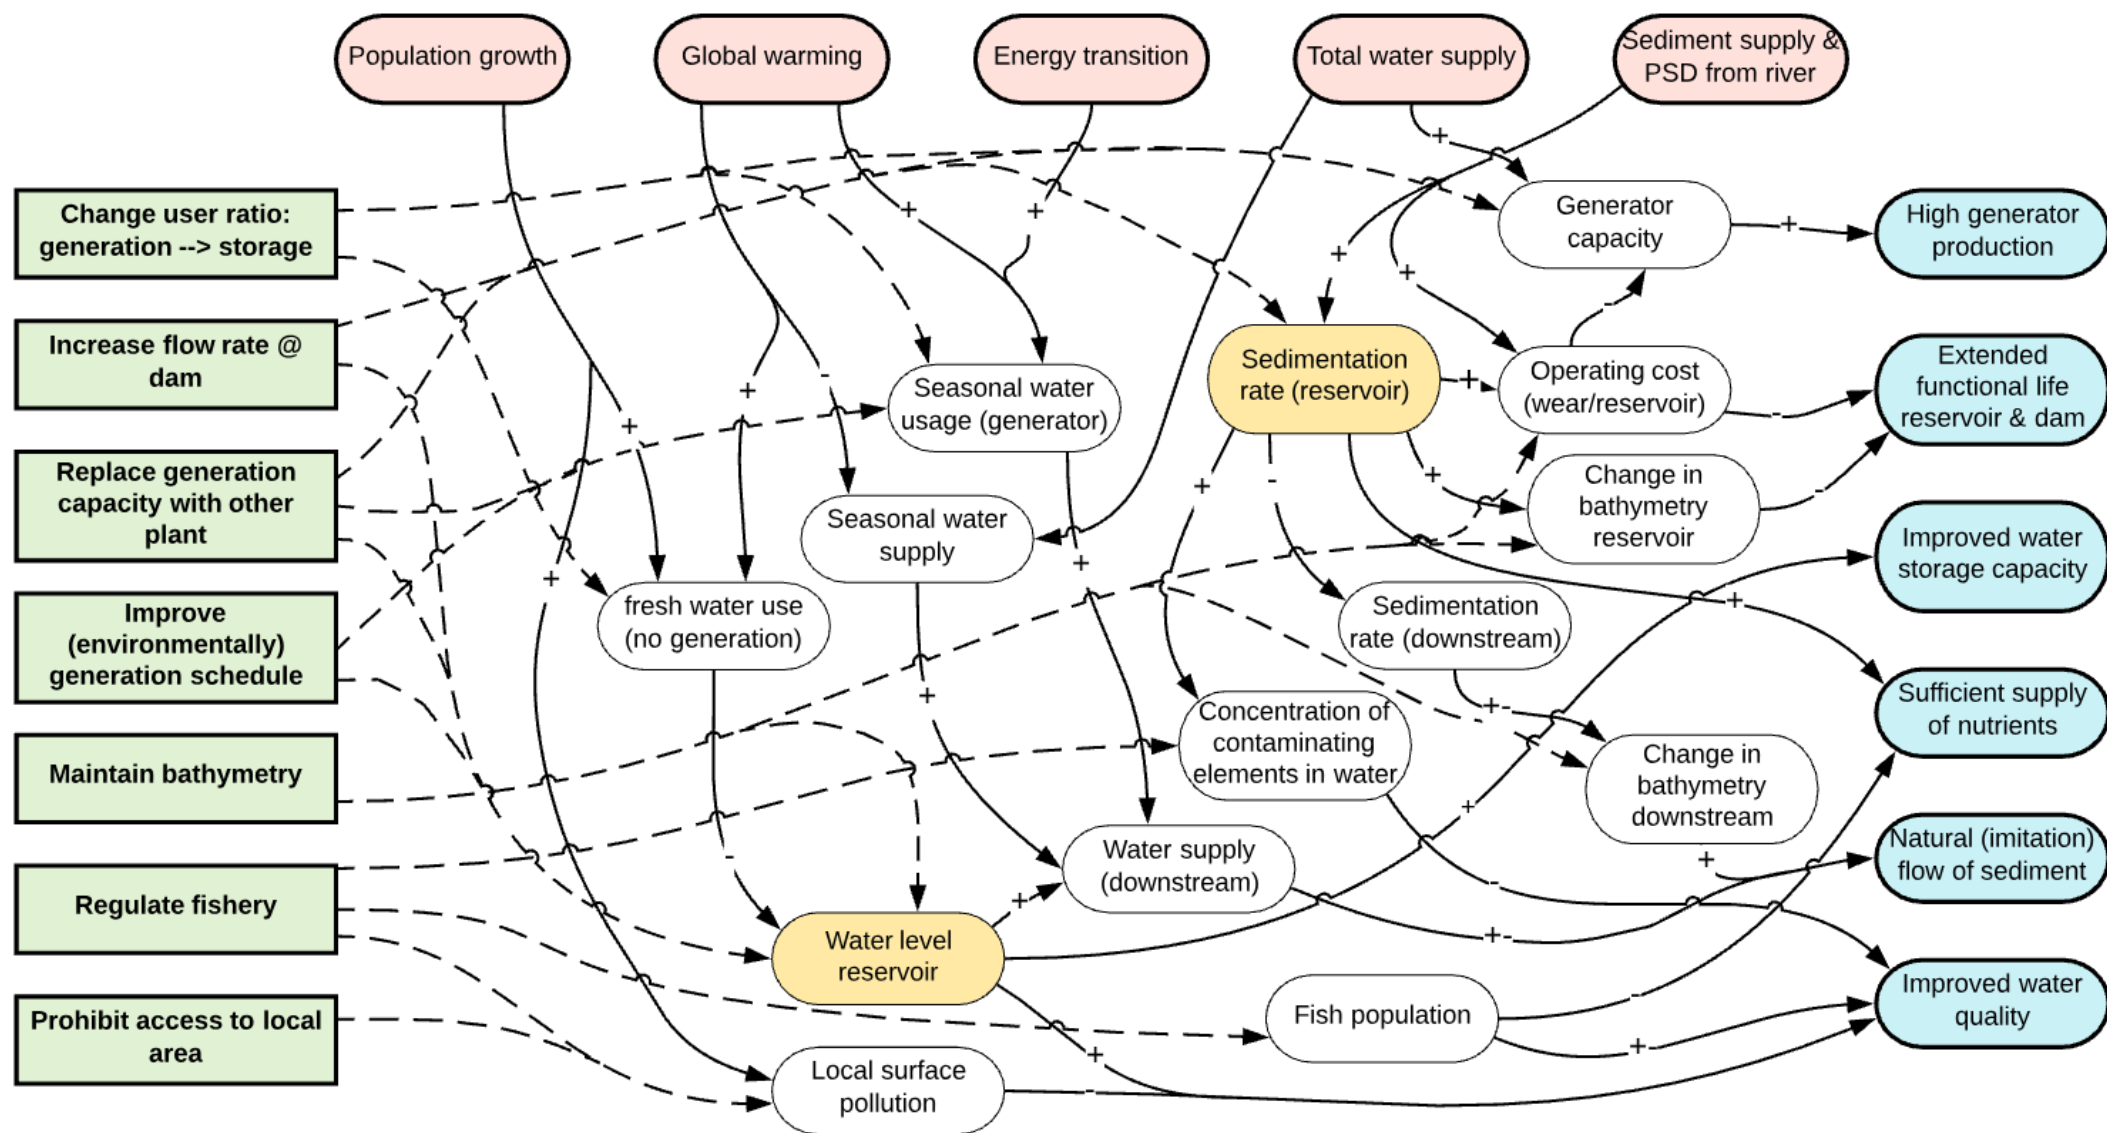 Population growth
Global warming
Energy transition
Total water supply
Sediment supply &
PSD from river
Change user ratio:
generation --> storage
Increase flow rate @
dam
Replace generation
capacity with other
plant
Improve
(environmentally)
generation schedule
Maintain bathymetry
Regulate fishery
Prohibit access to local
area
Generator
capacity
Seasonal water
usage (generator)
Sedimentation
rate (reservoir)
Operating cost
(wear/reservoir)
Change in
bathymetry
reservoir
Seasonal water
supply
fresh water use
(no generation)
Sedimentation
rate (downstream)
Concentration of
contaminating
elements in water
Change in
bathymetry
downstream
Water supply
(downstream)
Water level
reservoir
Fish population
Local surface
pollution
High generator
production
Extended
functional life
reservoir & dam
Improved water
storage capacity
Sufficient supply
of nutrients
Natural (imitation)
flow of sediment
Improved water
quality
+
+
+
+
+
+
+
-
+
-
+
+
-
+
-
+
+
-
+
+
+
+
+-
+
+
-
+
-
+
+-
-
+
+
-